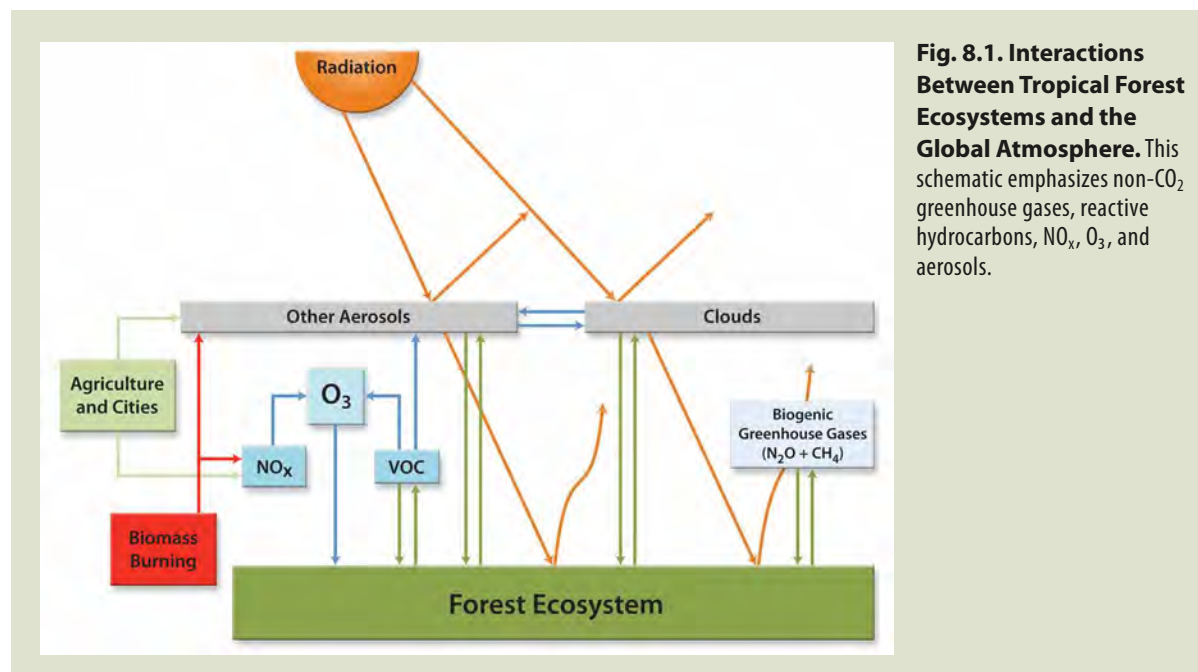 Radiation
Other Aerosols
Clouds
Agriculture
and Cities
O₃
NOₓ
VOC
Biogenic
Greenhouse Gases
(N₂O + CH₄)
Biomass
Burning
Forest Ecosystem
Fig. 8.1. Interactions
Between Tropical Forest
Ecosystems and the
Global Atmosphere. This
schematic emphasizes non-CO₂
greenhouse gases, reactive
hydrocarbons, NOₓ, O₃, and
aerosols.